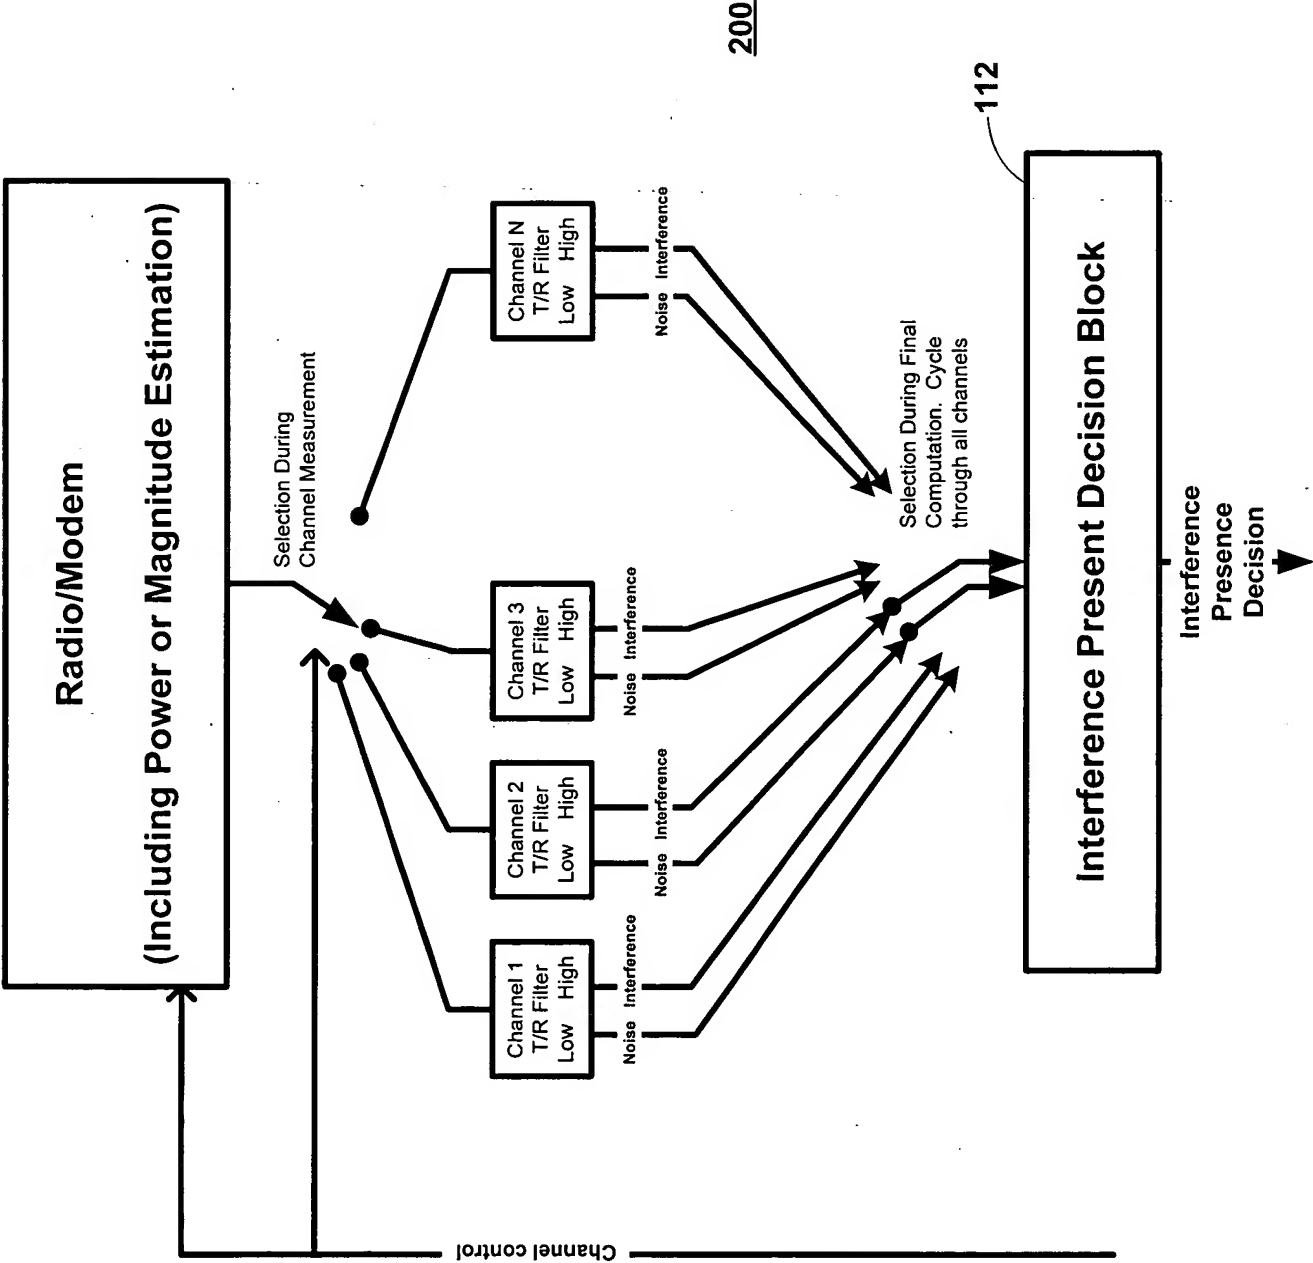 200
Radio/Modem
(Including Power or Magnitude Estimation)
Selection During
Channel Measurement
Channel control
Channel 1
T/R Filter
Low High
Noise Interference
Channel 2
T/R Filter
Low High
Noise Interference
Channel 3
T/R Filter
Low High
Noise Interference
Channel N
T/R Filter
Low High
Noise Interference
Selection During Final
Computation. Cycle
through all channels
112
Interference Present Decision Block
Interference
Presence
Decision